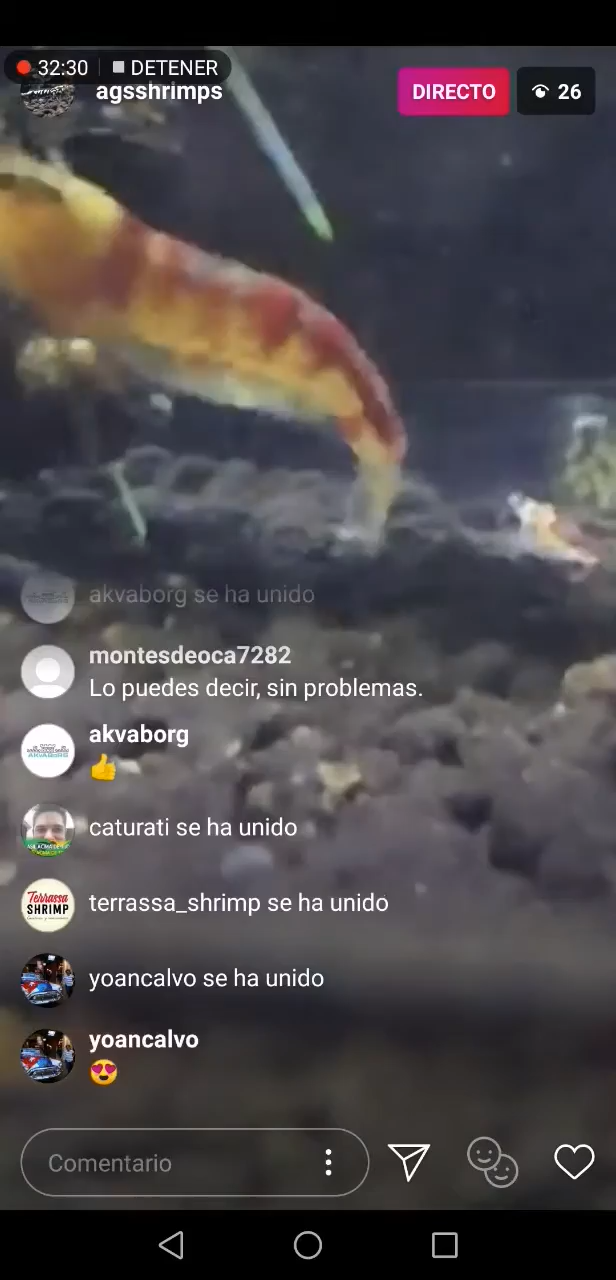 32:30 DETENER
agsshrimps
DIRECTO
26
akvaborg se ha unido
montesdeoca7282
Lo puedes decir, sin problemas.
akvaborg
👍
caturati se ha unido
Terrassa
SHRIMP
terrassa_shrimp se ha unido
yoancalvo se ha unido
yoancalvo
😍
Comentario